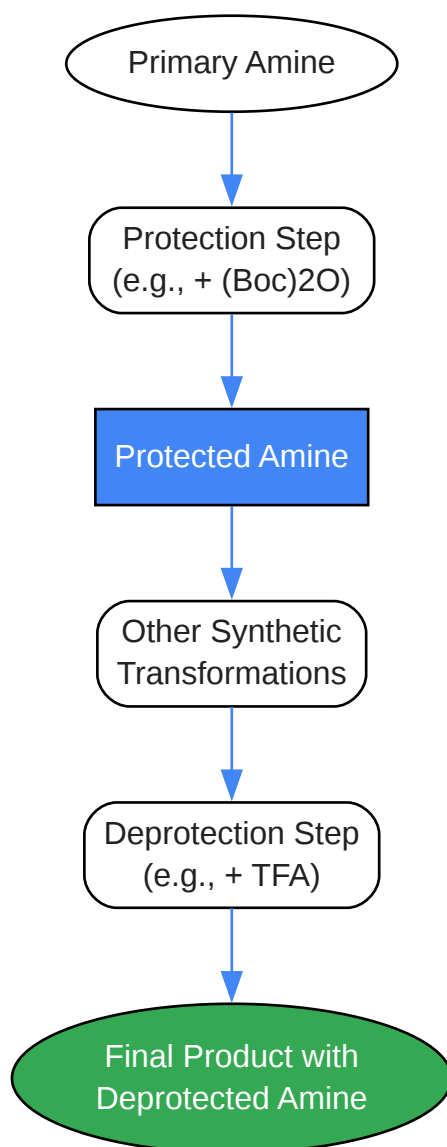 Primary Amine
Protection Step
(e.g., + (Boc)2O)
Protected Amine
Other Synthetic
Transformations
Deprotection Step
(e.g., + TFA)
Final Product with
Deprotected Amine